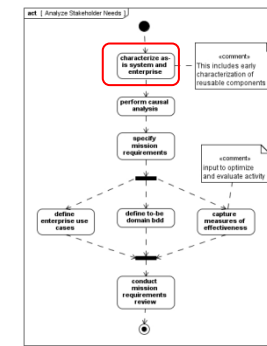 act [ Analyze Stakeholder Needs ]
characterize as-
is system and
enterprise
«comment»
This includes early
characterization of
reusable components
perform causal
analysis
specify
mission
requirements
«comment»
input to optimize
and evaluate activity
define
enterprise use
cases
define to-be
domain bdd
capture
measures of
effectiveness
conduct
mission
requirements
review